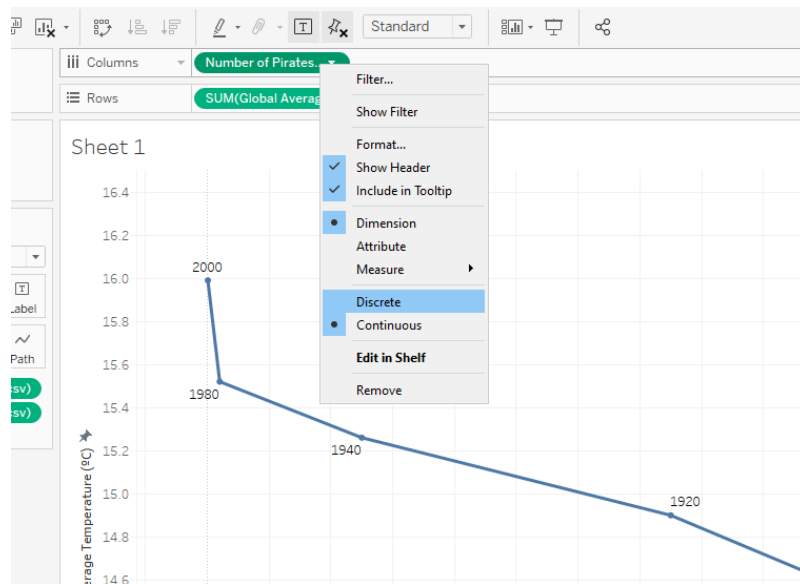 Standard
Columns
Number of Pirates..
Rows
SUM(Global Averag
Filter...
Show Filter
Format...
Show Header
Include in Tooltip
Dimension
Attribute
Measure
Discrete
Continuous
Edit in Shelf
Remove
Sheet 1
16.4
16.2
16.0
15.8
15.6
15.4
15.2
15.0
14.8
14.6
2000
1980
1940
1920
T
Label
Path
sv)
sv)
erage Temperature (ºC)